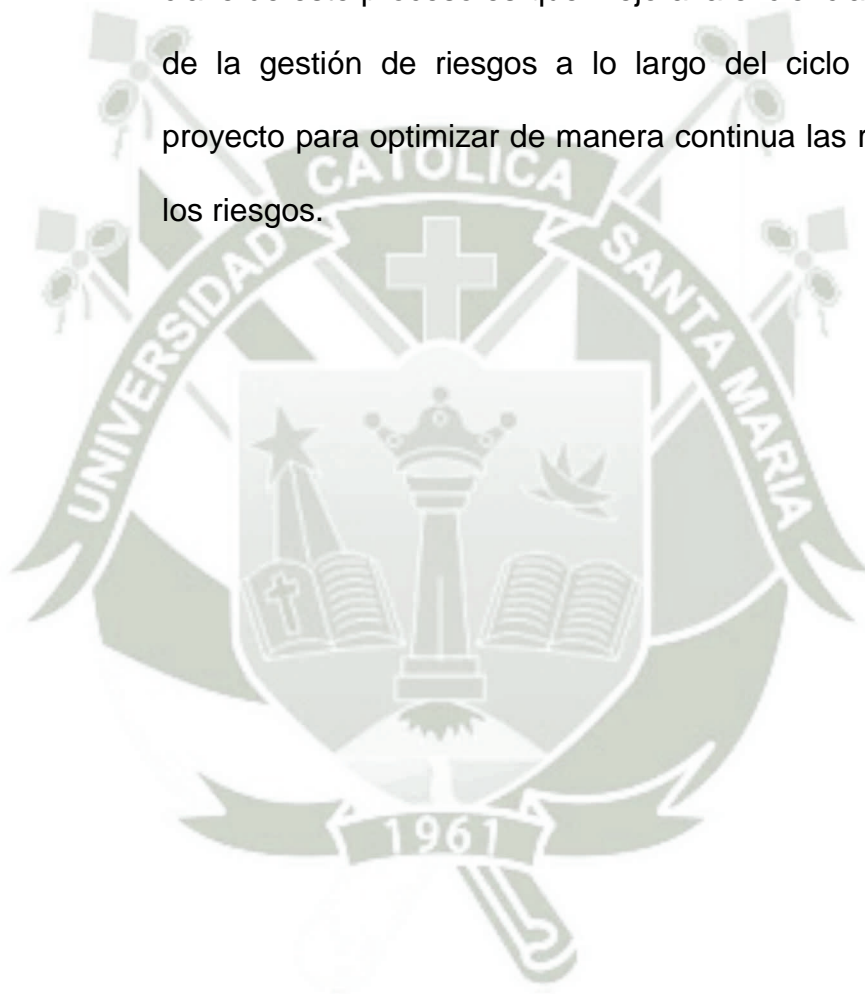 de la gestión de riesgos a lo largo del ciclo
proyecto para optimizar de manera continua las
los riesgos.
UNIVERSIDAD CATOLICA SANTA MARIA
1961